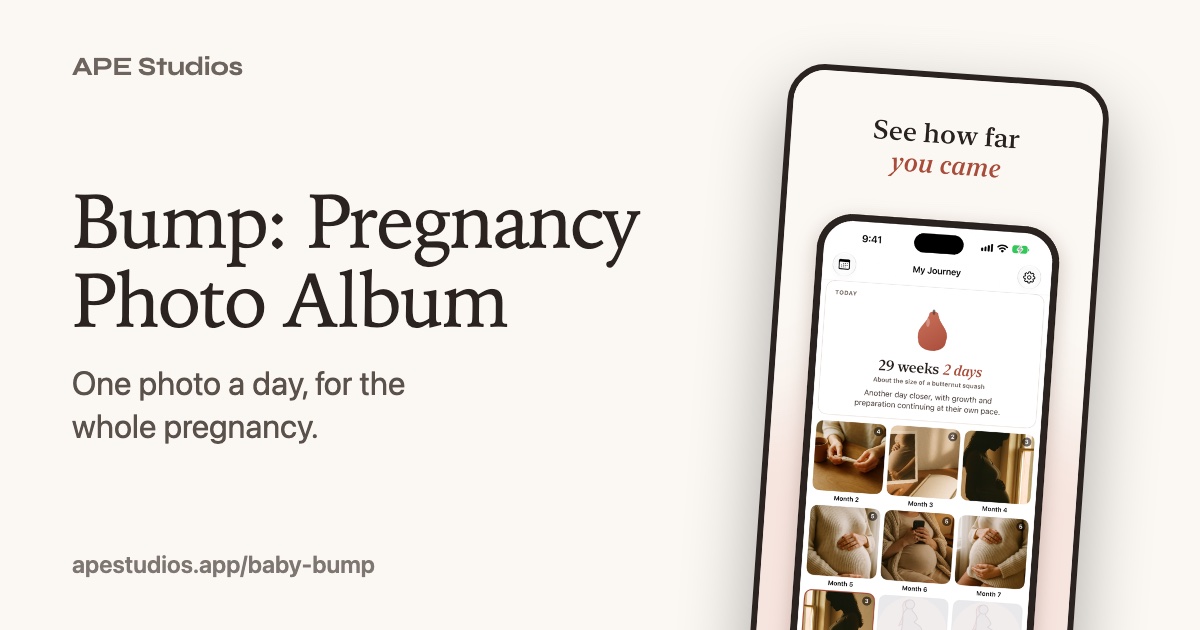 APE Studios
Bump: Pregnancy
Photo Album
One photo a day, for the
whole pregnancy.
apestudios.app/baby-bump
See how far
you came
9:41
My Journey
TODAY
29 weeks 2 days
About the size of a butternut squash
Another day closer, with growth and
preparation continuing at their own pace.
4
2
3
Month 2
Month 3
Month 4
5
6
6
Month 5
Month 6
Month 7
3